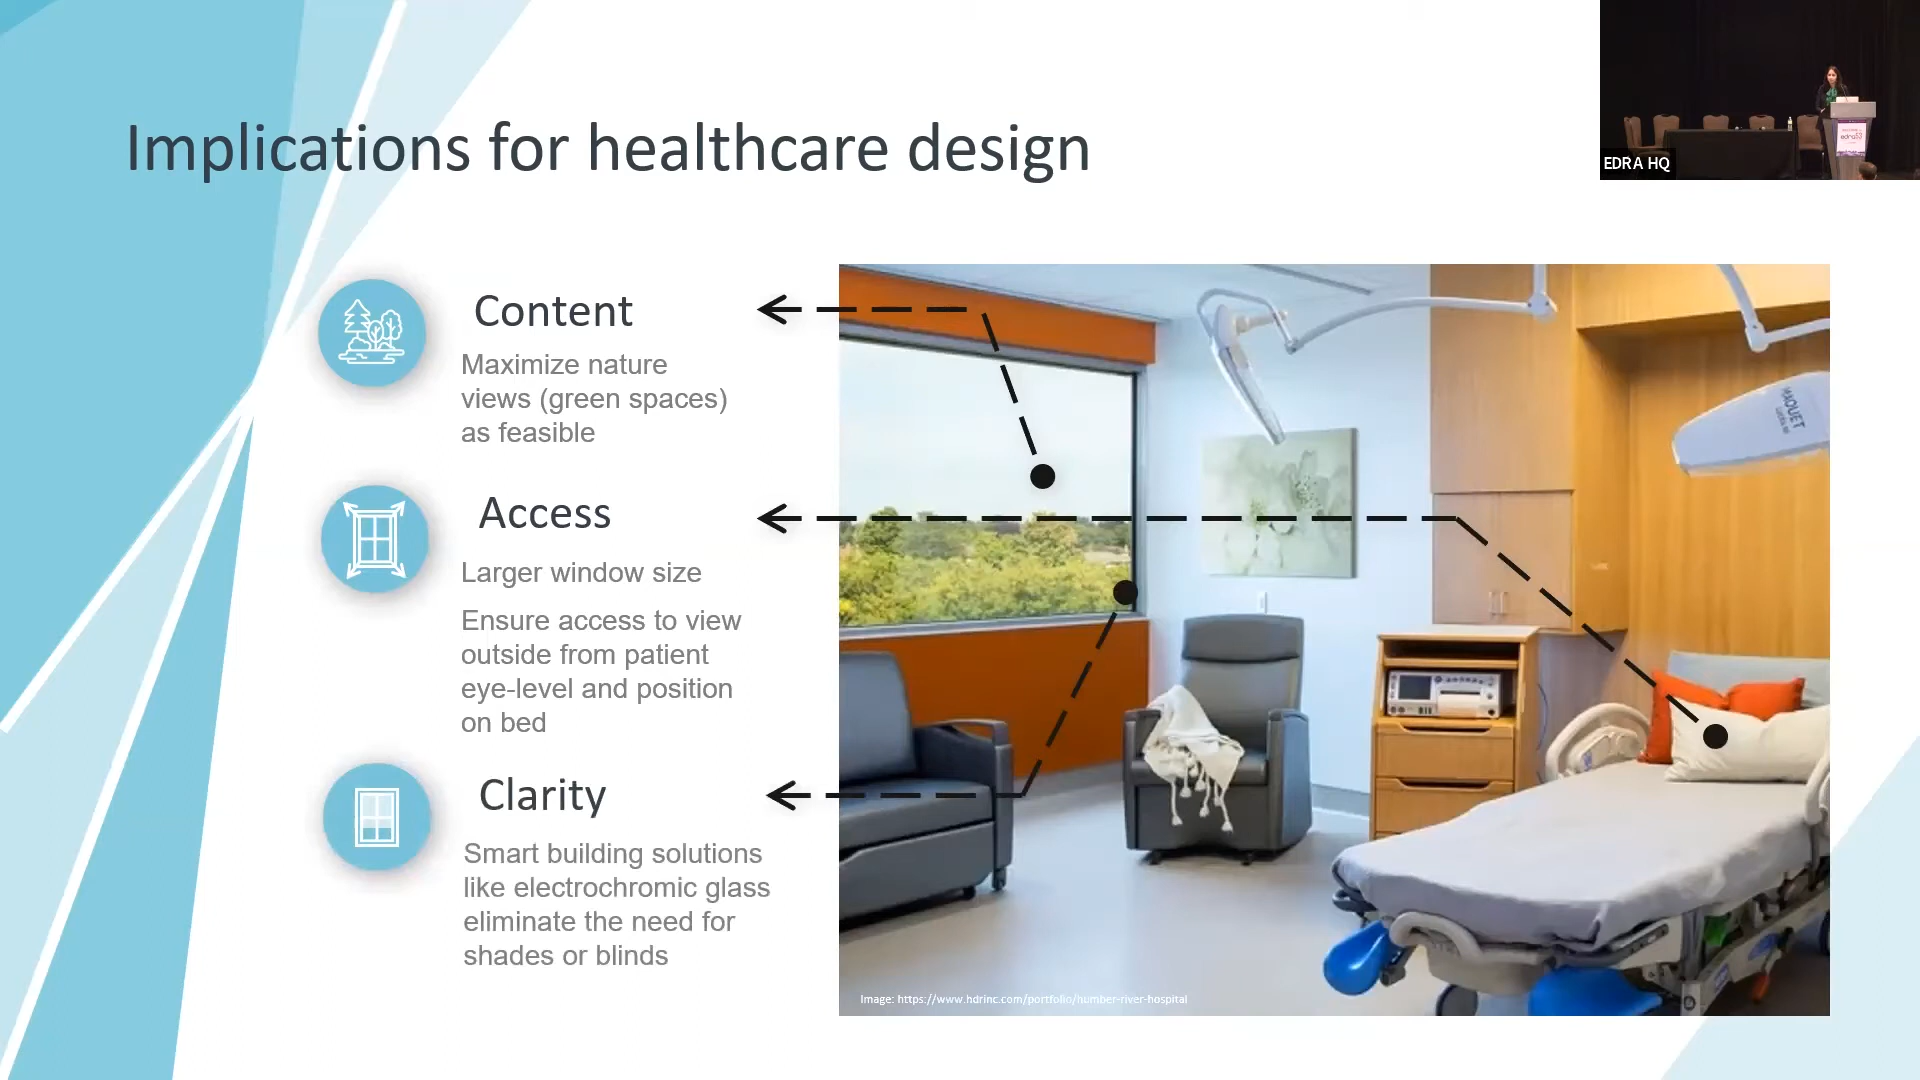 Implications for healthcare design
EDRA HQ
Content
Maximize nature
views (green spaces)
as feasible
Access
Larger window size
Ensure access to view
outside from patient
eye-level and position
on bed
Clarity
Smart building solutions
like electrochromic glass
eliminate the need for
shades or blinds
MAQUET
Image: https://www.hdrinc.com/portfolio/humber-river-hospital